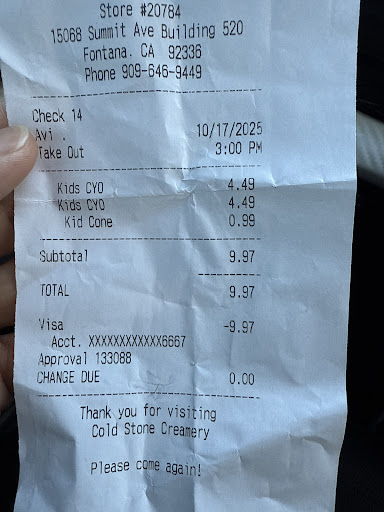 Store #20784
15068 Summit Ave Building 520
Fontana. CA 92336
Phone 909-646-9449
Check 14
Avi .
10/17/2025
Take Out 3:00 PM
Kids CYO 4.49
Kids CYO 4.49
Kid Cone 0.99
Subtotal 9.97
TOTAL 9.97
Visa -9.97
Acct. XXXXXXXXXXXX6667
Approval 133088
CHANGE DUE 0.00
Thank you for visiting
Cold Stone Creamery
Please come again!